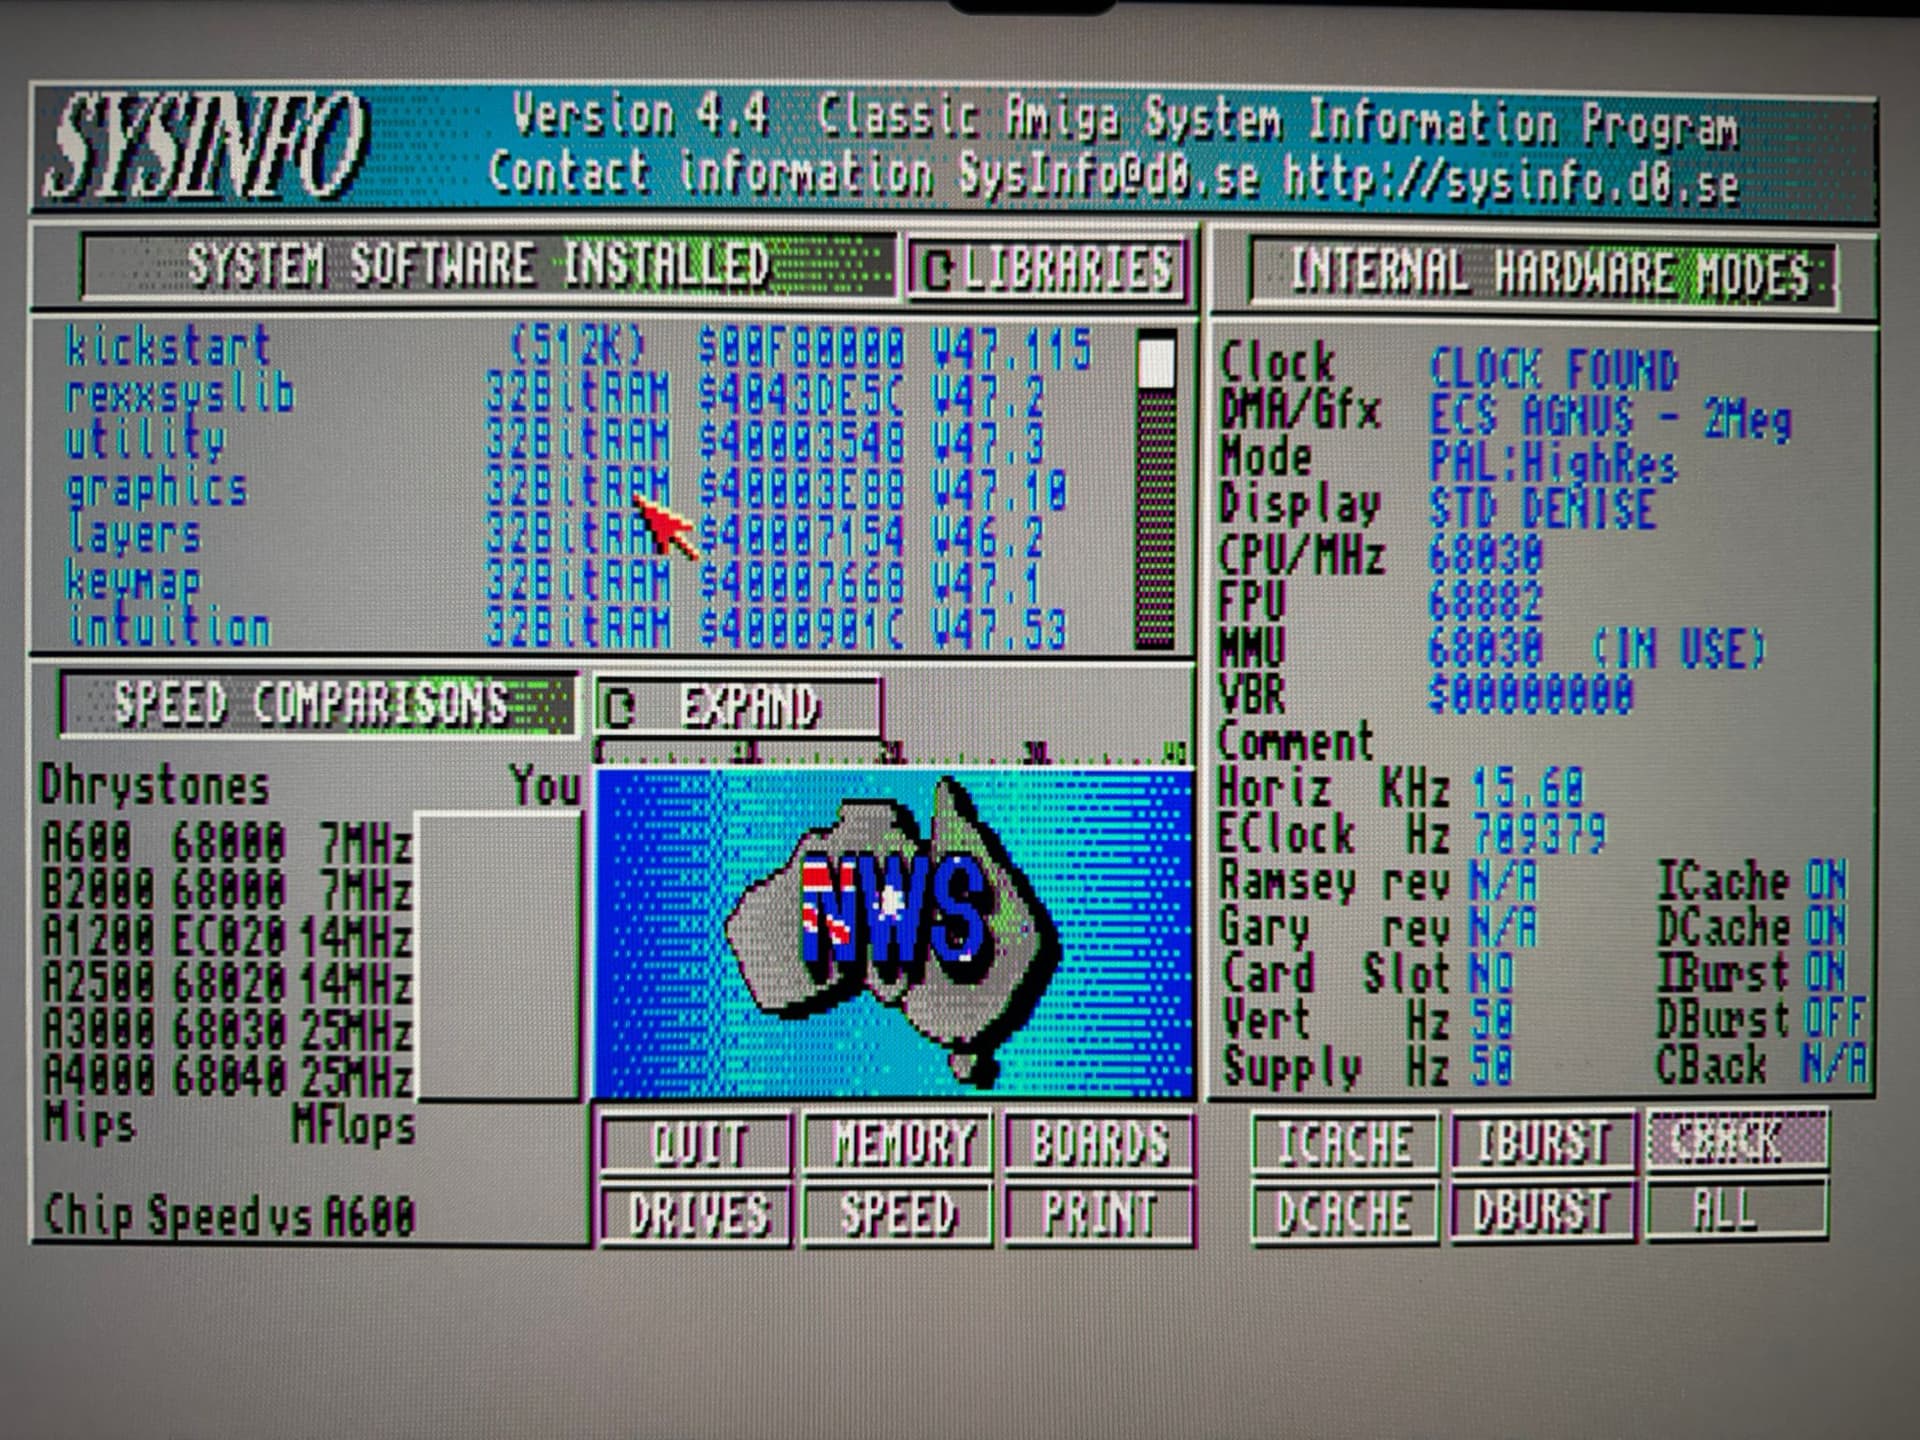 SYSINFO
Version 4.4 Classic Amiga System Information Program
Contact information SysInfo@d0.se http://sysinfo.d0.se
SYSTEM SOFTWARE INSTALLED
LIBRARIES
kickstart (512K) $00F80000 V47.115
rexxsyslib 32BitRAM $4043DE5C V47.2
utility 32BitRAM $40003548 V47.3
graphics 32BitRAM $40003E88 V47.10
layers 32BitRAM $40007154 V46.2
keymap 32BitRAM $40007668 V47.1
intuition 32BitRAM $4000901C V47.53
INTERNAL HARDWARE MODES
Clock CLOCK FOUND
DMA/Gfx ECS AGNUS - 2Meg
Mode PAL:HighRes
Display STD DENISE
CPU/MHz 68030
FPU 68882
MMU 68030 (IN USE)
VBR $00000000
Comment
Horiz KHz 15.60
EClock Hz 709379
Ramsey rev N/A ICache ON
Gary rev N/A DCache ON
Card Slot NO IBurst ON
Vert Hz 50 DBurst OFF
Supply Hz 50 CBack N/A
SPEED COMPARISONS
EXPAND
Dhrystones You
A600 68000 7MHz
B2000 68000 7MHz
A1200 EC020 14MHz
A2500 68020 14MHz
A3000 68030 25MHz
A4000 68040 25MHz
Mips MFlops
Chip Speed vs A600
NWS
QUIT MEMORY BOARDS
DRIVES SPEED PRINT
ICACHE IBURST CBACK
DCACHE DBURST ALL